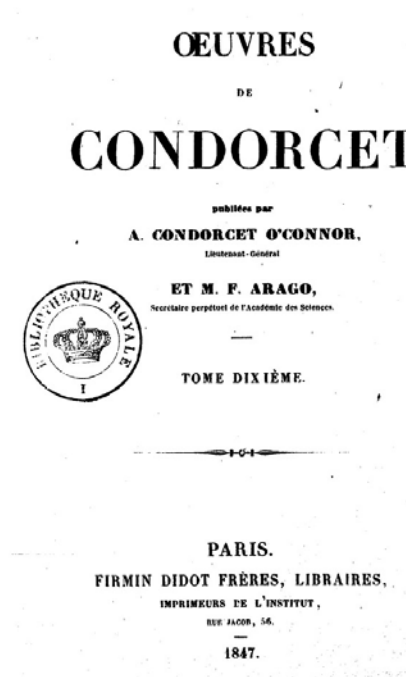 ŒUVRES
DE
CONDORCET
publiées par
A. CONDORCET O'CONNOR,
Lieutenant-Général
ET M. F. ARAGO,
Secrétaire perpétuel de l'Académie des Sciences.
BIBLIOTHEQUE ROYALE
I
TOME DIXIÈME.
PARIS.
FIRMIN DIDOT FRÈRES, LIBRAIRES,
IMPRIMEURS DE L'INSTITUT,
RUE JACOB, 56.
1847.